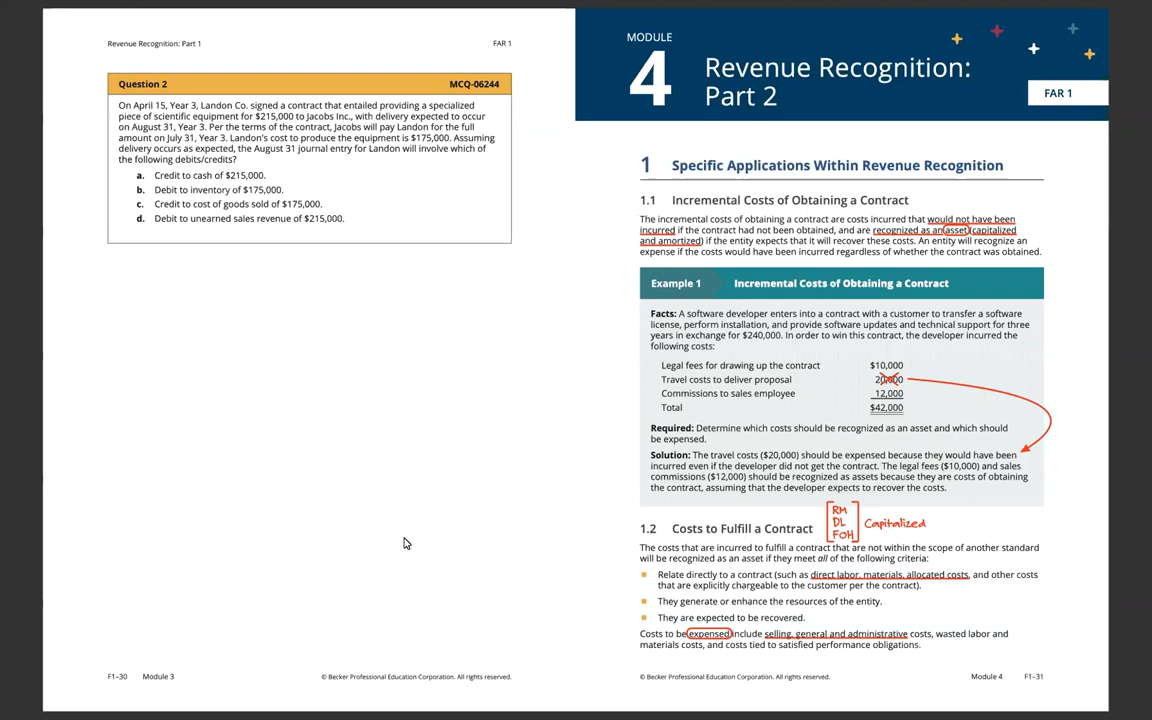 Revenue Recognition: Part 1
FAR 1
Question 2
MCQ-06244
On April 15, Year 3, Landon Co. signed a contract that entailed providing a specialized
piece of scientific equipment for $215,000 to Jacobs Inc., with delivery expected to occur
on August 31, Year 3. Per the terms of the contract, Jacobs will pay Landon for the full
amount on July 31, Year 3. Landon's cost to produce the equipment is $175,000. Assuming
delivery occurs as expected, the August 31 journal entry for Landon will involve which of
the following debits/credits?
a. Credit to cash of $215,000.
b. Debit to inventory of $175,000.
c. Credit to cost of goods sold of $175,000.
d. Debit to unearned sales revenue of $215,000.
F1–30 Module 3
© Becker Professional Education Corporation. All rights reserved.
MODULE
4
Revenue Recognition:
Part 2
FAR 1
1 Specific Applications Within Revenue Recognition
1.1 Incremental Costs of Obtaining a Contract
The incremental costs of obtaining a contract are costs incurred that would not have been
incurred if the contract had not been obtained, and are recognized as an asset (capitalized
and amortized) if the entity expects that it will recover these costs. An entity will recognize an
expense if the costs would have been incurred regardless of whether the contract was obtained.
Example 1 Incremental Costs of Obtaining a Contract
Facts: A software developer enters into a contract with a customer to transfer a software
license, perform installation, and provide software updates and technical support for three
years in exchange for $240,000. In order to win this contract, the developer incurred the
following costs:
Legal fees for drawing up the contract $10,000
Travel costs to deliver proposal 20,000
Commissions to sales employee 12,000
Total $42,000
Required: Determine which costs should be recognized as an asset and which should
be expensed.
Solution: The travel costs ($20,000) should be expensed because they would have been
incurred even if the developer did not get the contract. The legal fees ($10,000) and sales
commissions ($12,000) should be recognized as assets because they are costs of obtaining
the contract, assuming that the developer expects to recover the costs.
RM
DL
FOH
Capitalized
1.2 Costs to Fulfill a Contract
The costs that are incurred to fulfill a contract that are not within the scope of another standard
will be recognized as an asset if they meet all of the following criteria:
Relate directly to a contract (such as direct labor, materials, allocated costs, and other costs
that are explicitly chargeable to the customer per the contract).
They generate or enhance the resources of the entity.
They are expected to be recovered.
Costs to be expensed include selling, general and administrative costs, wasted labor and
materials costs, and costs tied to satisfied performance obligations.
© Becker Professional Education Corporation. All rights reserved.
Module 4 F1–31